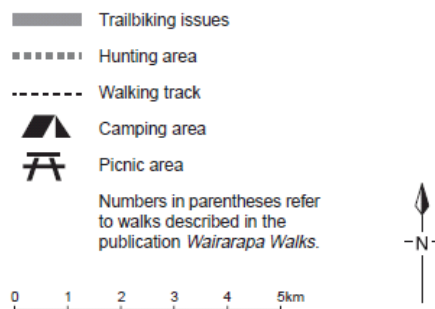 Trailbiking issues
Hunting area
Walking track
Camping area
Picnic area
Numbers in parentheses refer
to walks described in the
publication Wairarapa Walks.
N
0 1 2 3 4 5km